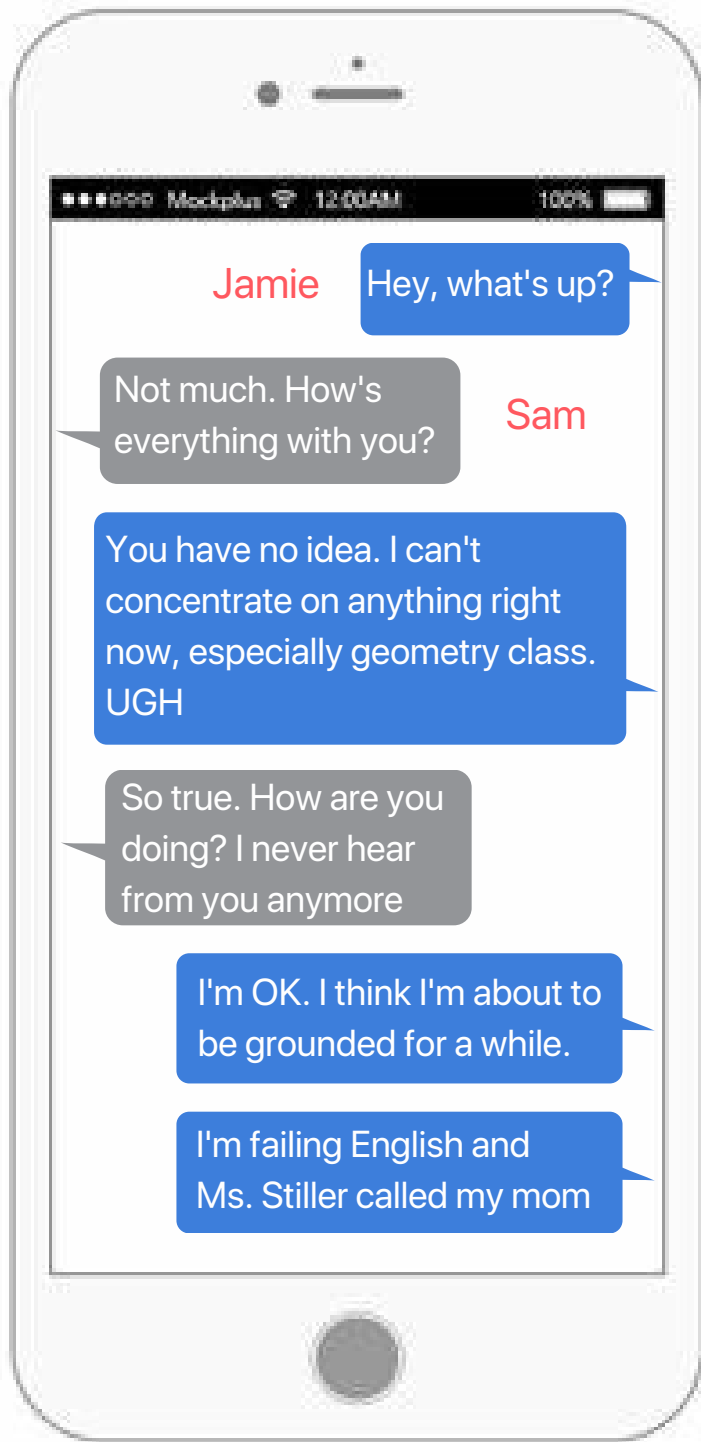 Mockplus 12:00AM 100%
Jamie
Hey, what's up?
Not much. How's
everything with you?
Sam
You have no idea. I can't
concentrate on anything right
now, especially geometry class.
UGH
So true. How are you
doing? I never hear
from you anymore
I'm OK. I think I'm about to
be grounded for a while.
I'm failing English and
Ms. Stiller called my mom